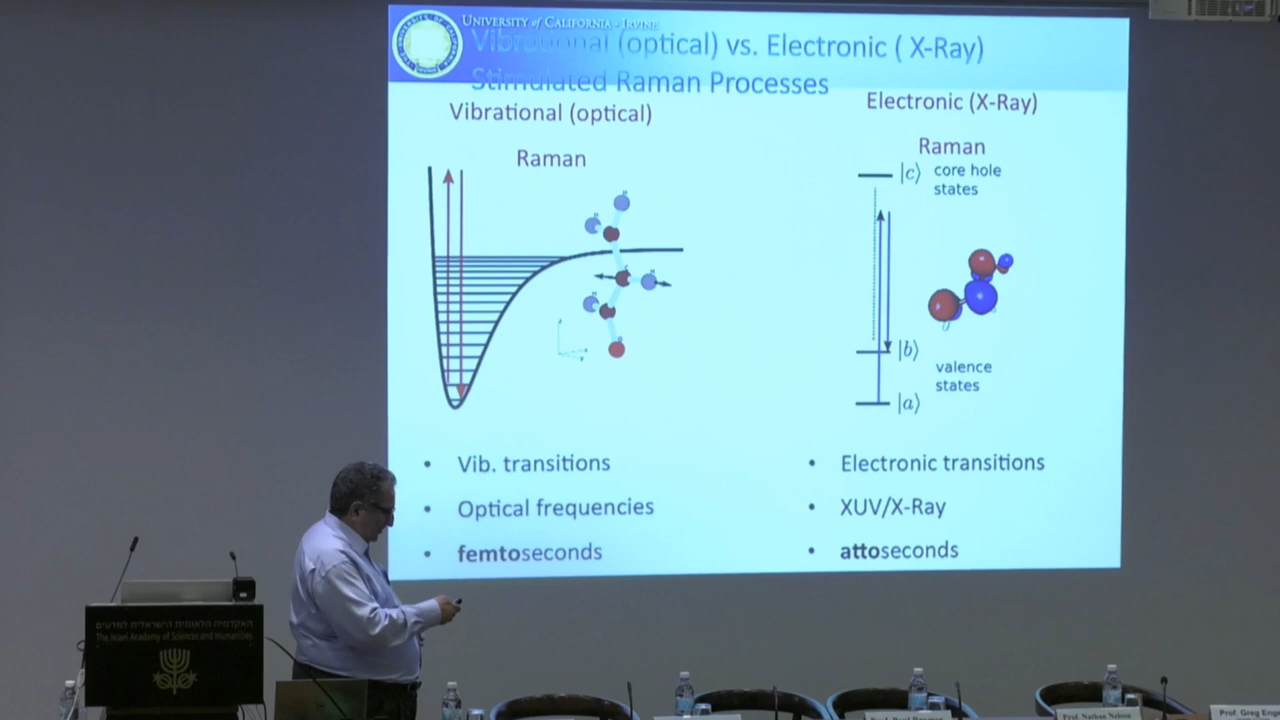 UNIVERSITY of CALIFORNIA - IRVINE
Vibrational (optical) vs. Electronic ( X-Ray)
Stimulated Raman Processes
Vibrational (optical)
Raman
Electronic (X-Ray)
Raman
|c⟩ core hole
states
|b⟩
valence
states
|a⟩
• Vib. transitions
• Optical frequencies
• femtoseconds
• Electronic transitions
• XUV/X-Ray
• attoseconds
האקדמיה הלאומית הישראלית למדעים
The Israel Academy of Sciences and Humanities
Prof. Nathan Nelson
Prof. Greg